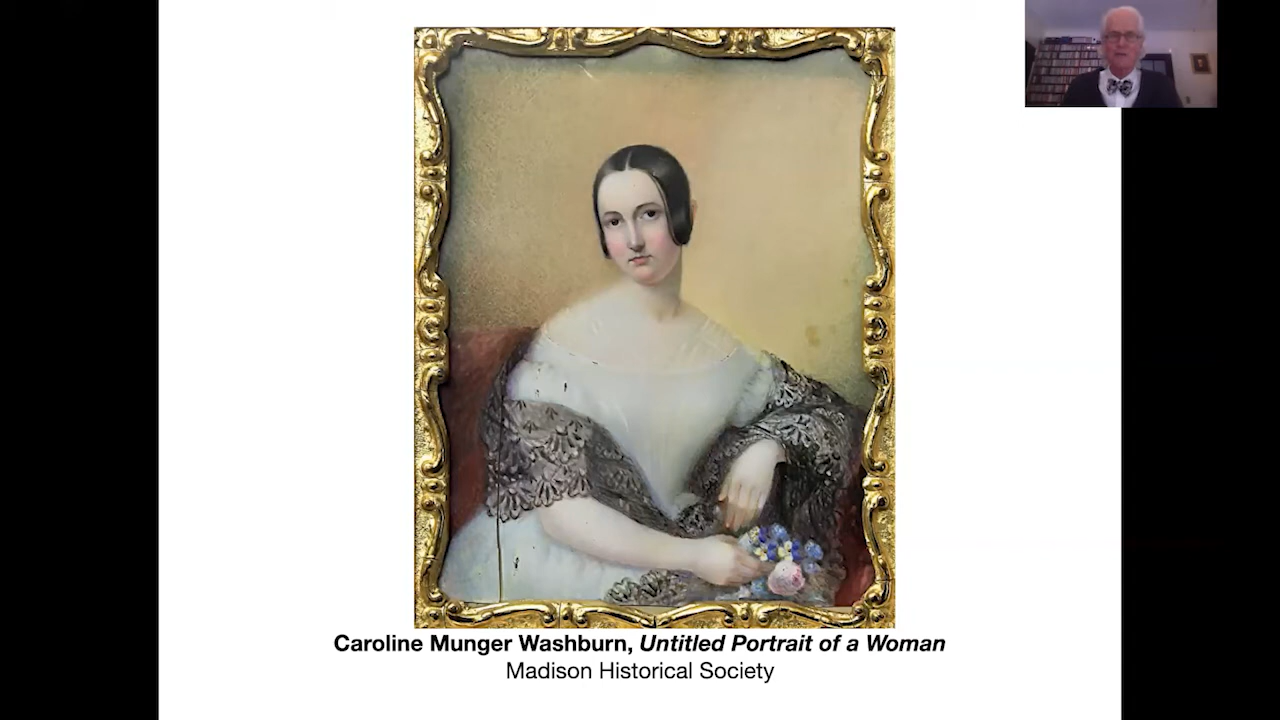 Caroline Munger Washburn, Untitled Portrait of a Woman
Madison Historical Society